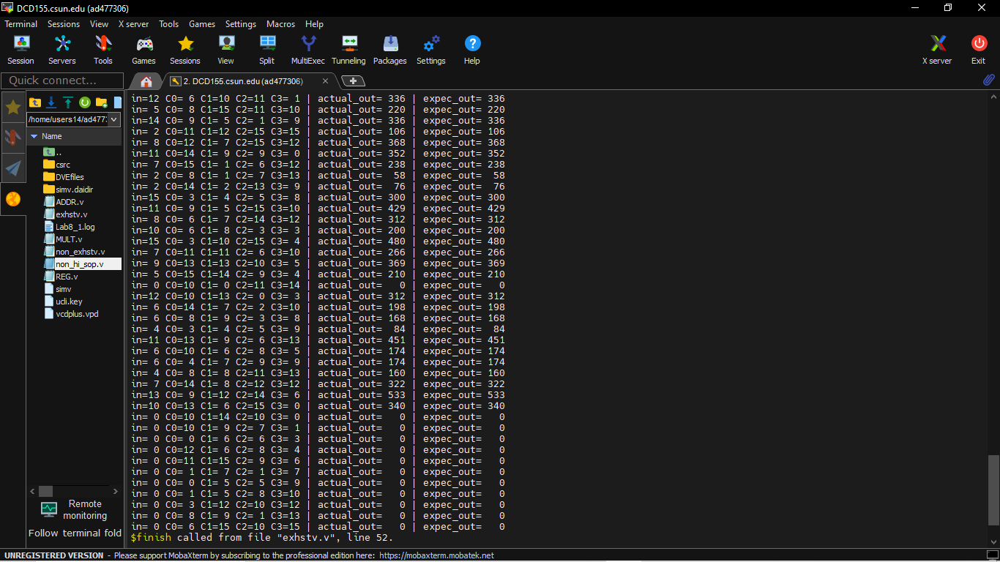 DCD155.csun.edu (ad477306)
Terminal Sessions View X server Tools Games Settings Macros Help
Session Servers Tools Games Sessions View Split MultiExec Tunneling Packages Settings Help X server Exit
Quick connect...
2. DCD155.csun.edu (ad477306)
/home/users14/ad477
Name
..
csrc
DVEfiles
simv.daidir
ADDR.v
exhstv.v
Lab8_1.log
MULT.v
non_exhstv.v
non_hi_sop.v
REG.v
simv
ucli.key
vcdplus.vpd
Remote
monitoring
Follow terminal fold
in=12 C0= 6 C1=10 C2=11 C3= 1 | actual_out= 336 | expec_out= 336
in= 5 C0= 8 C1=15 C2=11 C3=10 | actual_out= 220 | expec_out= 220
in=14 C0= 9 C1= 5 C2= 1 C3= 9 | actual_out= 336 | expec_out= 336
in= 2 C0=11 C1=12 C2=15 C3=15 | actual_out= 106 | expec_out= 106
in= 8 C0=12 C1= 7 C2=15 C3=12 | actual_out= 368 | expec_out= 368
in=11 C0=14 C1= 9 C2= 9 C3= 0 | actual_out= 352 | expec_out= 352
in= 7 C0=15 C1= 1 C2= 6 C3=12 | actual_out= 238 | expec_out= 238
in= 2 C0= 8 C1= 1 C2= 7 C3=13 | actual_out=  58 | expec_out=  58
in= 2 C0=14 C1= 2 C2=13 C3= 9 | actual_out=  76 | expec_out=  76
in=15 C0= 3 C1= 4 C2= 5 C3= 8 | actual_out= 300 | expec_out= 300
in=11 C0= 9 C1= 5 C2=15 C3=10 | actual_out= 429 | expec_out= 429
in= 8 C0= 6 C1= 7 C2=14 C3=12 | actual_out= 312 | expec_out= 312
in=10 C0= 6 C1= 8 C2= 3 C3= 3 | actual_out= 200 | expec_out= 200
in=15 C0= 3 C1=10 C2=15 C3= 4 | actual_out= 480 | expec_out= 480
in= 7 C0=11 C1=11 C2= 6 C3=10 | actual_out= 266 | expec_out= 266
in= 9 C0=13 C1=13 C2=10 C3= 5 | actual_out= 369 | expec_out= 369
in= 5 C0=15 C1=14 C2= 9 C3= 4 | actual_out= 210 | expec_out= 210
in= 0 C0=10 C1= 0 C2=11 C3=14 | actual_out=   0 | expec_out=   0
in=12 C0=10 C1=13 C2= 0 C3= 3 | actual_out= 312 | expec_out= 312
in= 6 C0=14 C1= 7 C2= 2 C3=10 | actual_out= 198 | expec_out= 198
in= 6 C0= 8 C1= 9 C2= 3 C3= 8 | actual_out= 168 | expec_out= 168
in= 4 C0= 3 C1= 4 C2= 5 C3= 9 | actual_out=  84 | expec_out=  84
in=11 C0=13 C1= 9 C2= 6 C3=13 | actual_out= 451 | expec_out= 451
in= 6 C0=10 C1= 6 C2= 8 C3= 5 | actual_out= 174 | expec_out= 174
in= 6 C0= 4 C1= 7 C2= 9 C3= 9 | actual_out= 174 | expec_out= 174
in= 4 C0= 8 C1= 8 C2=11 C3=13 | actual_out= 160 | expec_out= 160
in= 7 C0=14 C1= 8 C2=12 C3=12 | actual_out= 322 | expec_out= 322
in=13 C0= 9 C1=12 C2=14 C3= 6 | actual_out= 533 | expec_out= 533
in=10 C0=13 C1= 6 C2=15 C3= 0 | actual_out= 340 | expec_out= 340
in= 0 C0=10 C1=14 C2=10 C3= 0 | actual_out=   0 | expec_out=   0
in= 0 C0=10 C1= 9 C2= 7 C3= 1 | actual_out=   0 | expec_out=   0
in= 0 C0= 0 C1= 6 C2= 6 C3= 3 | actual_out=   0 | expec_out=   0
in= 0 C0=12 C1= 6 C2= 8 C3= 4 | actual_out=   0 | expec_out=   0
in= 0 C0=11 C1=15 C2= 9 C3= 6 | actual_out=   0 | expec_out=   0
in= 0 C0= 1 C1= 7 C2= 1 C3= 7 | actual_out=   0 | expec_out=   0
in= 0 C0= 0 C1= 5 C2= 5 C3= 9 | actual_out=   0 | expec_out=   0
in= 0 C0= 1 C1= 5 C2= 8 C3=10 | actual_out=   0 | expec_out=   0
in= 0 C0= 3 C1=12 C2=10 C3=12 | actual_out=   0 | expec_out=   0
in= 0 C0= 8 C1= 9 C2= 1 C3=13 | actual_out=   0 | expec_out=   0
in= 0 C0= 6 C1=15 C2=10 C3=15 | actual_out=   0 | expec_out=   0
$finish called from file "exhstv.v", line 52.
UNREGISTERED VERSION - Please support MobaXterm by subscribing to the professional edition here: https://mobaxterm.mobatek.net